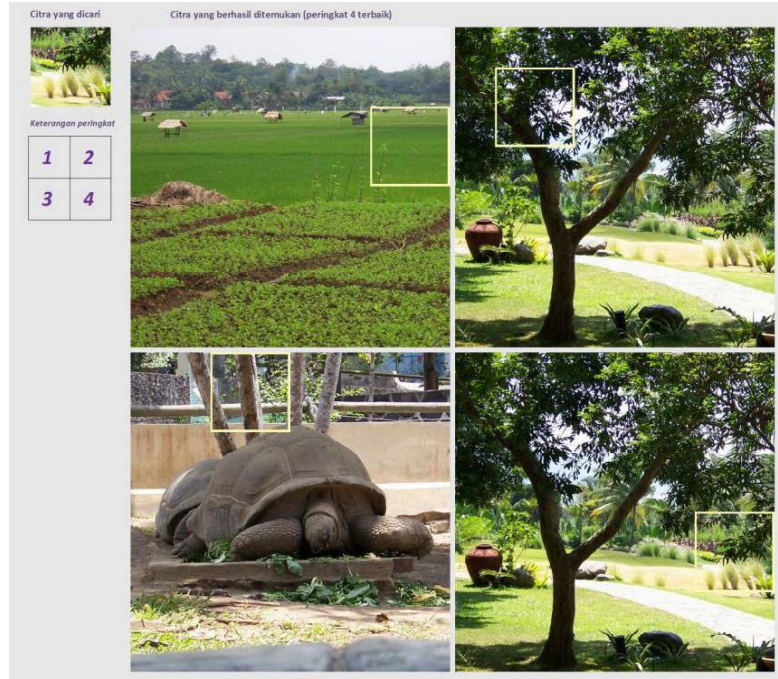 Citra yang dicari
Citra yang berhasil ditemukan (peringkat 4 terbaik)
Keterangan peringkat
1 2
3 4